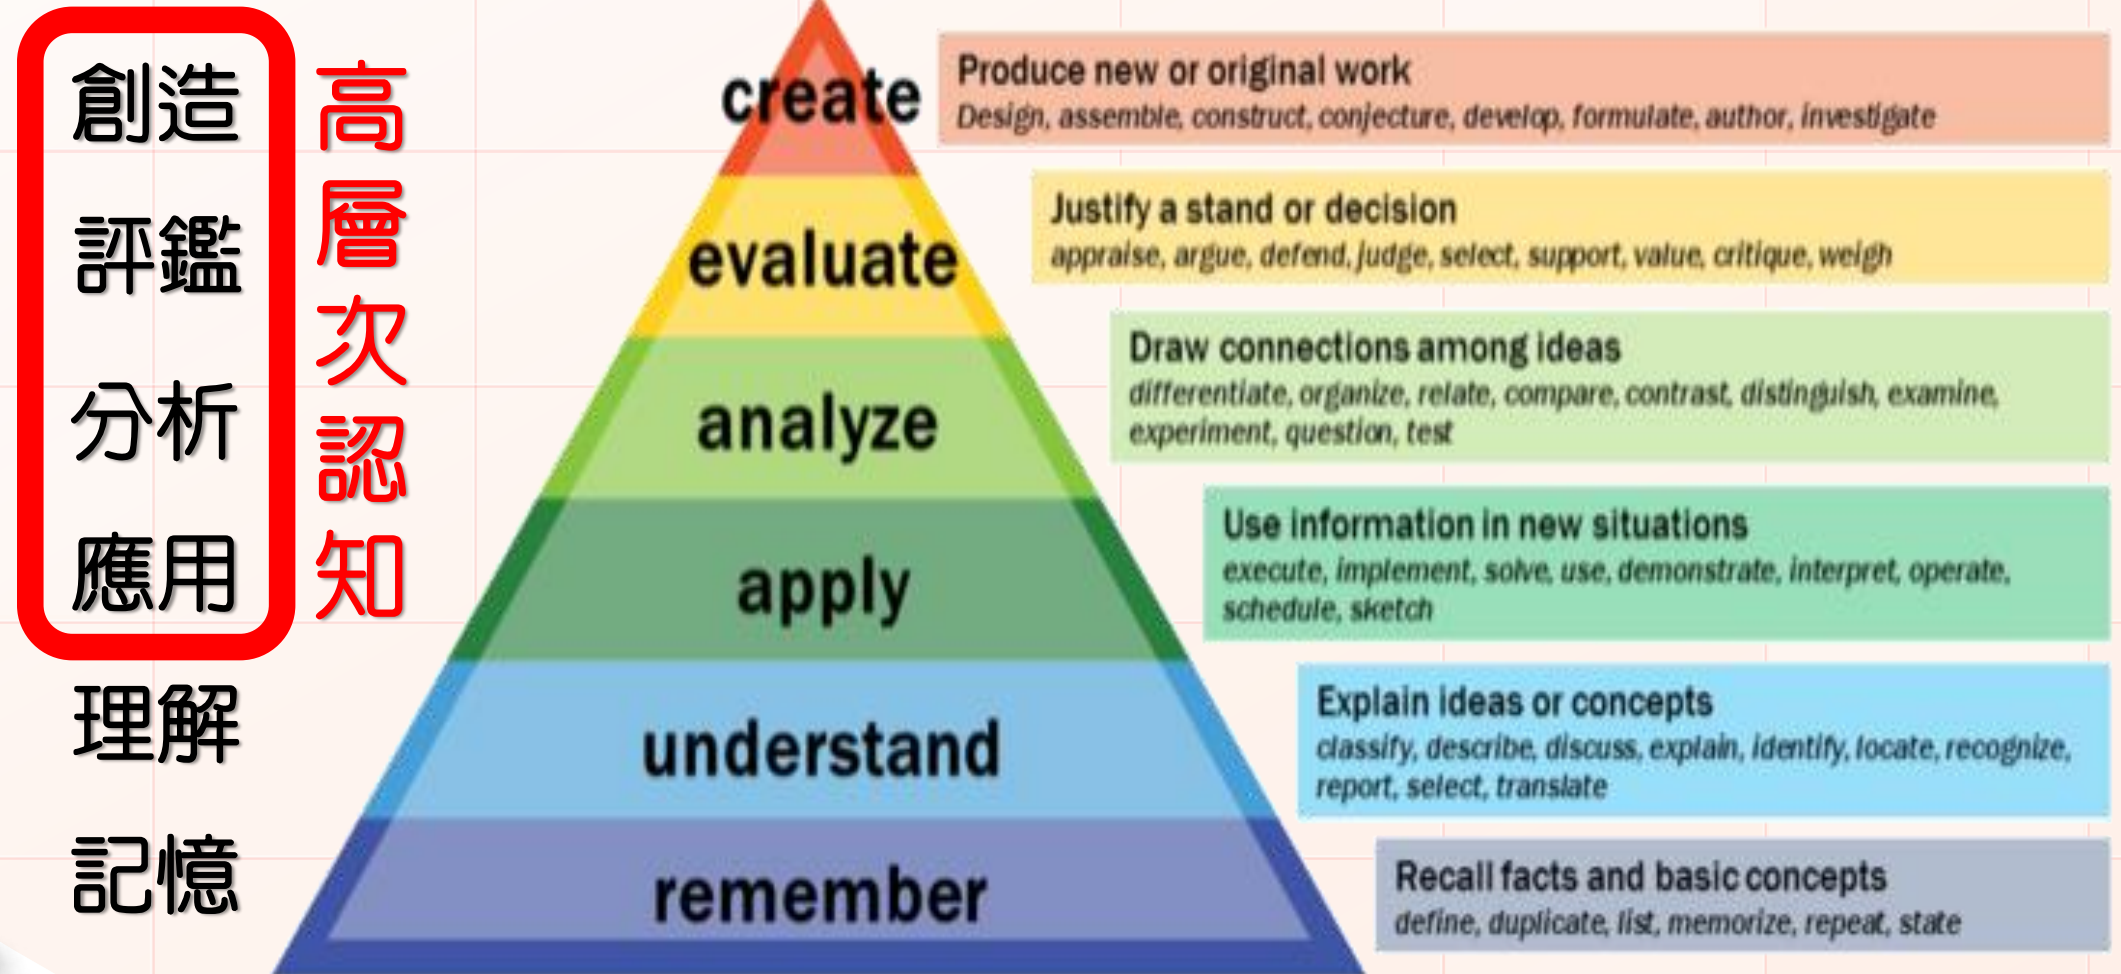 創造
評鑑
分析
應用
理解
記憶
高層次認知
create
Produce new or original work
Design, assemble, construct, conjecture, develop, formulate, author, investigate
evaluate
Justify a stand or decision
appraise, argue, defend, judge, select, support, value, critique, weigh
analyze
Draw connections among ideas
differentiate, organize, relate, compare, contrast, distinguish, examine,
experiment, question, test
apply
Use information in new situations
execute, implement, solve, use, demonstrate, interpret, operate,
schedule, sketch
understand
Explain ideas or concepts
classify, describe, discuss, explain, identify, locate, recognize,
report, select, translate
remember
Recall facts and basic concepts
define, duplicate, list, memorize, repeat, state